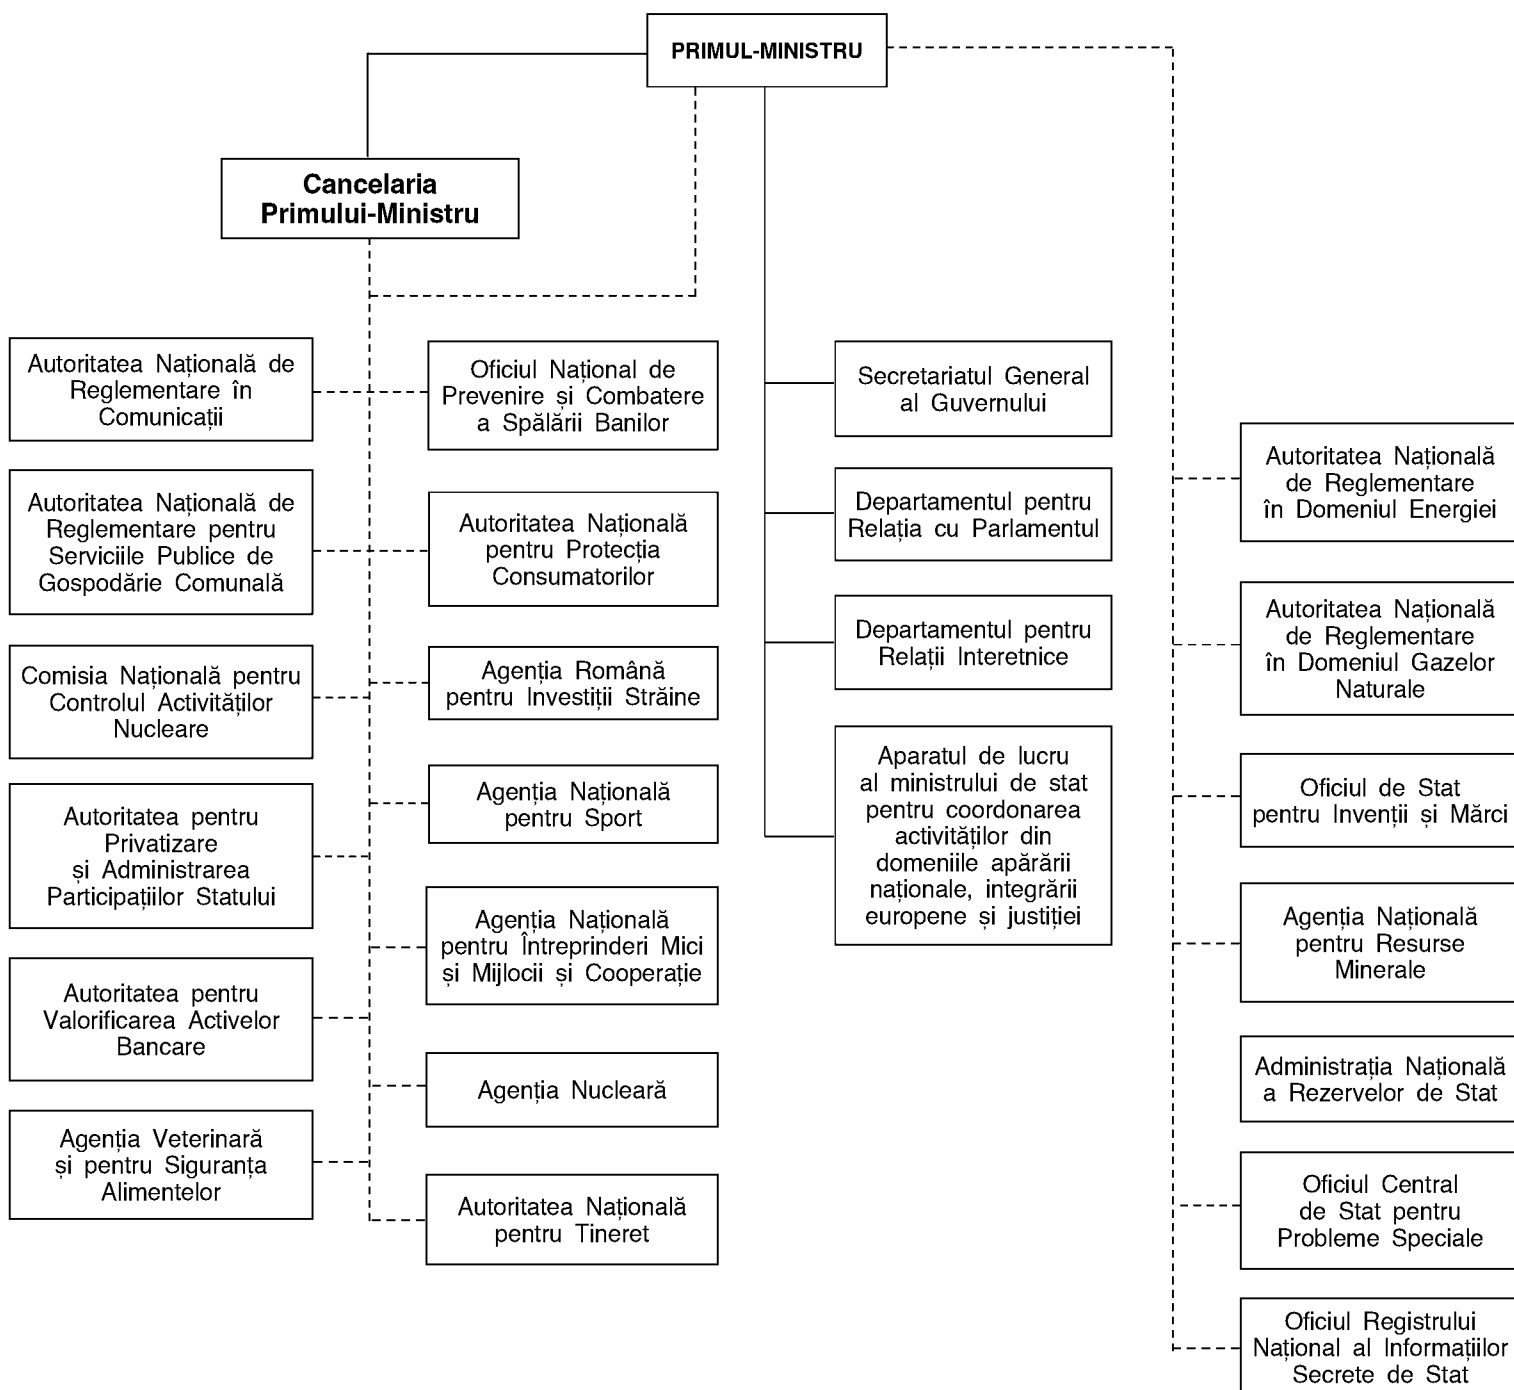 PRIMUL-MINISTRU
Cancelaria
Primului-Ministru
Autoritatea Națională de
Reglementare în
Comunicații
Autoritatea Națională de
Reglementare pentru
Serviciile Publice de
Gospodărie Comunală
Comisia Națională pentru
Controlul Activităților
Nucleare
Autoritatea pentru
Privatizare
și Administrarea
Participațiilor Statului
Autoritatea pentru
Valorificarea Activelor
Bancare
Agenția Veterinară
și pentru Siguranța
Alimentelor
Oficiul Național de
Prevenire și Combatere
a Spălării Banilor
Autoritatea Națională
pentru Protecția
Consumatorilor
Agenția Română
pentru Investiții Străine
Agenția Națională
pentru Sport
Agenția Națională
pentru Întreprinderi Mici
și Mijlocii și Cooperație
Agenția Nucleară
Autoritatea Națională
pentru Tineret
Secretariatul General
al Guvernului
Departamentul pentru
Relația cu Parlamentul
Departamentul pentru
Relații Interetnice
Aparatul de lucru
al ministrului de stat
pentru coordonarea
activităților din
domeniile apărării
naționale, integrării
europene și justiției
Autoritatea Națională
de Reglementare
în Domeniul Energiei
Autoritatea Națională
de Reglementare
în Domeniul Gazelor
Naturale
Oficiul de Stat
pentru Invenții și Mărci
Agenția Națională
pentru Resurse
Minerale
Administrația Națională
a Rezervelor de Stat
Oficiul Central
de Stat pentru
Probleme Speciale
Oficiul Registrului
Național al Informațiilor
Secrete de Stat